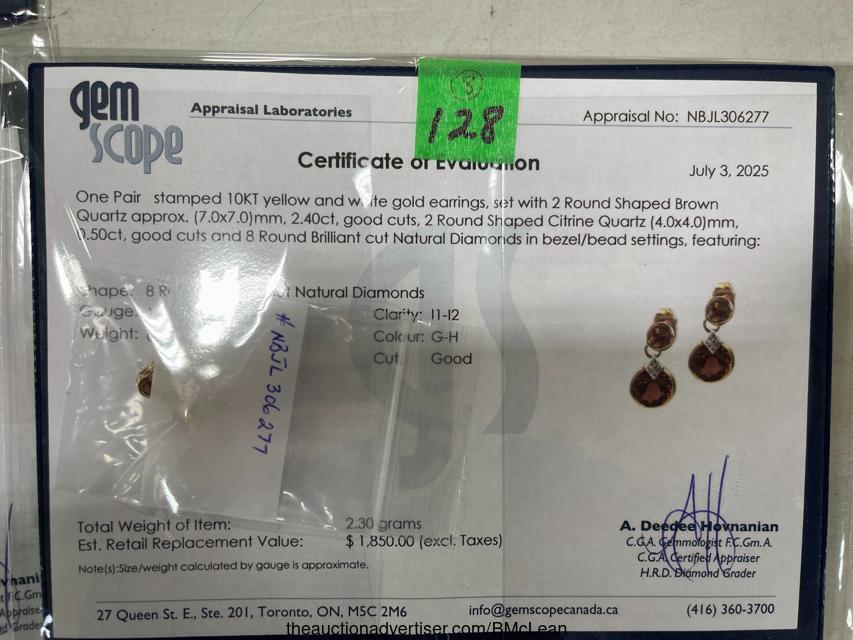 gem
scope
Appraisal Laboratories
3
128
Appraisal No: NBJL306277
Certificate of Evaluation
July 3, 2025
One Pair stamped 10KT yellow and white gold earrings, set with 2 Round Shaped Brown
Quartz approx. (7.0x7.0)mm, 2.40ct, good cuts, 2 Round Shaped Citrine Quartz (4.0x4.0)mm,
0.50ct, good cuts and 8 Round Brilliant cut Natural Diamonds in bezel/bead settings, featuring:
Shape: 8 Natural Diamonds
Gauge: Clarity: I1-I2
Weight: Colour: G-H
Cut: Good
# NBJL 306277
Total Weight of Item: 2.30 grams
Est. Retail Replacement Value: $ 1,850.00 (excl. Taxes)
Note(s):Size/weight calculated by gauge is approximate.
A. Deedee Hovnanian
C.G.A. Gemmologist F.C.Gm.A.
C.G.A. Certified Appraiser
H.R.D. Diamond Grader
27 Queen St. E., Ste. 201, Toronto, ON, M5C 2M6 info@gemscopecanada.ca (416) 360-3700
theauctionadvertiser.com/BMcLean